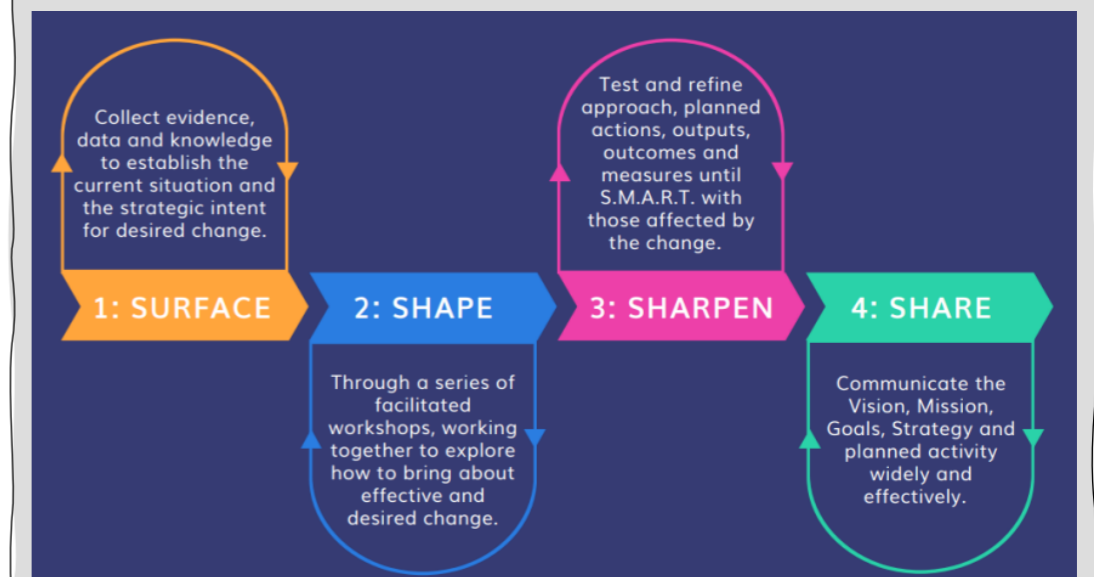 Collect evidence,
data and knowledge
to establish the
current situation and
the strategic intent
for desired change.
1: SURFACE
2: SHAPE
Through a series of
facilitated
workshops, working
together to explore
how to bring about
effective and
desired change.
Test and refine
approach, planned
actions, outputs,
outcomes and
measures until
S.M.A.R.T. with
those affected by
the change.
3: SHARPEN
4: SHARE
Communicate the
Vision, Mission,
Goals, Strategy and
planned activity
widely and
effectively.